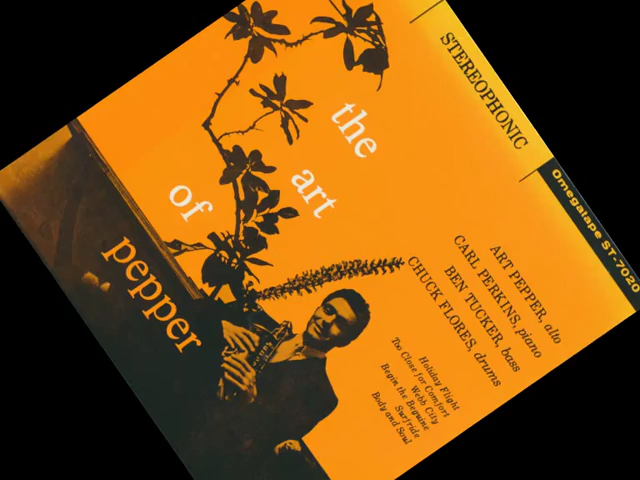 STEREOPHONIC
Omegatape ST-7020
the
art
of
pepper
ART PEPPER, alto
CARL PERKINS, piano
BEN TUCKER, bass
CHUCK FLORES, drums
Holiday Flight
Too Close for Comfort
Webb City
Begin the Beguine
Surf ride
Body and Soul